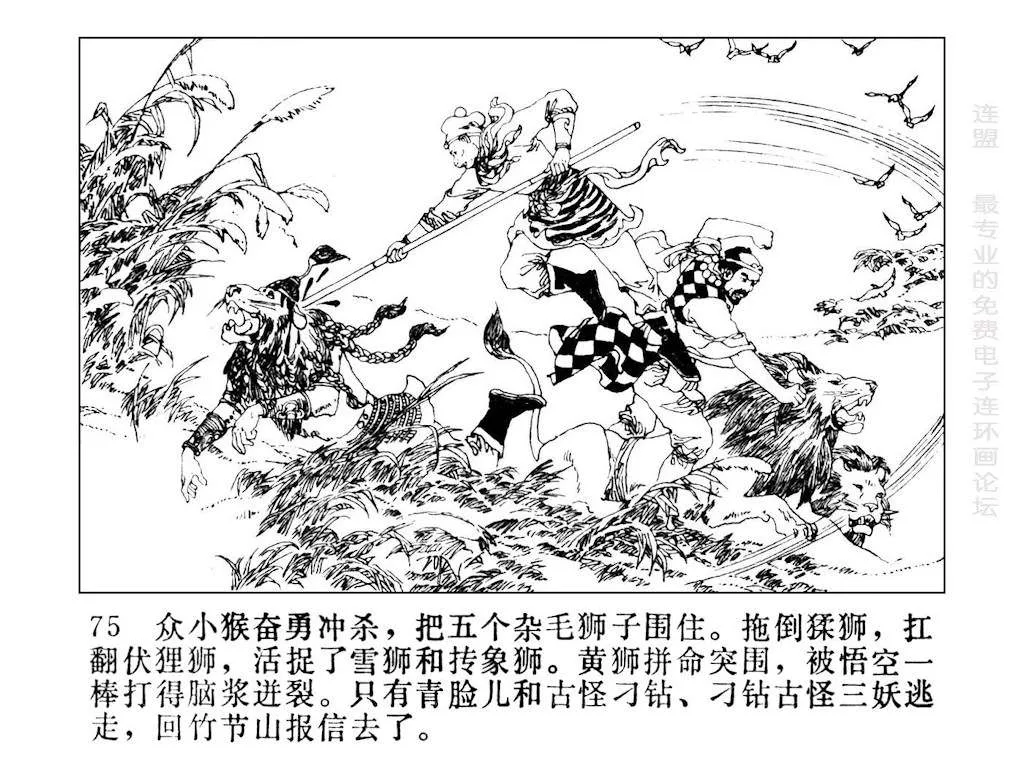 75 众小猴奋勇冲杀，把五个杂毛狮子围住。拖倒猱狮，扛
翻伏狸狮，活捉了雪狮和抟象狮。黄狮拼命突围，被悟空一
棒打得脑浆迸裂。只有青脸儿和古怪刁钻、刁钻古怪三妖逃
走，回竹节山报信去了。
连盟 最专业的免费电子连环画论坛